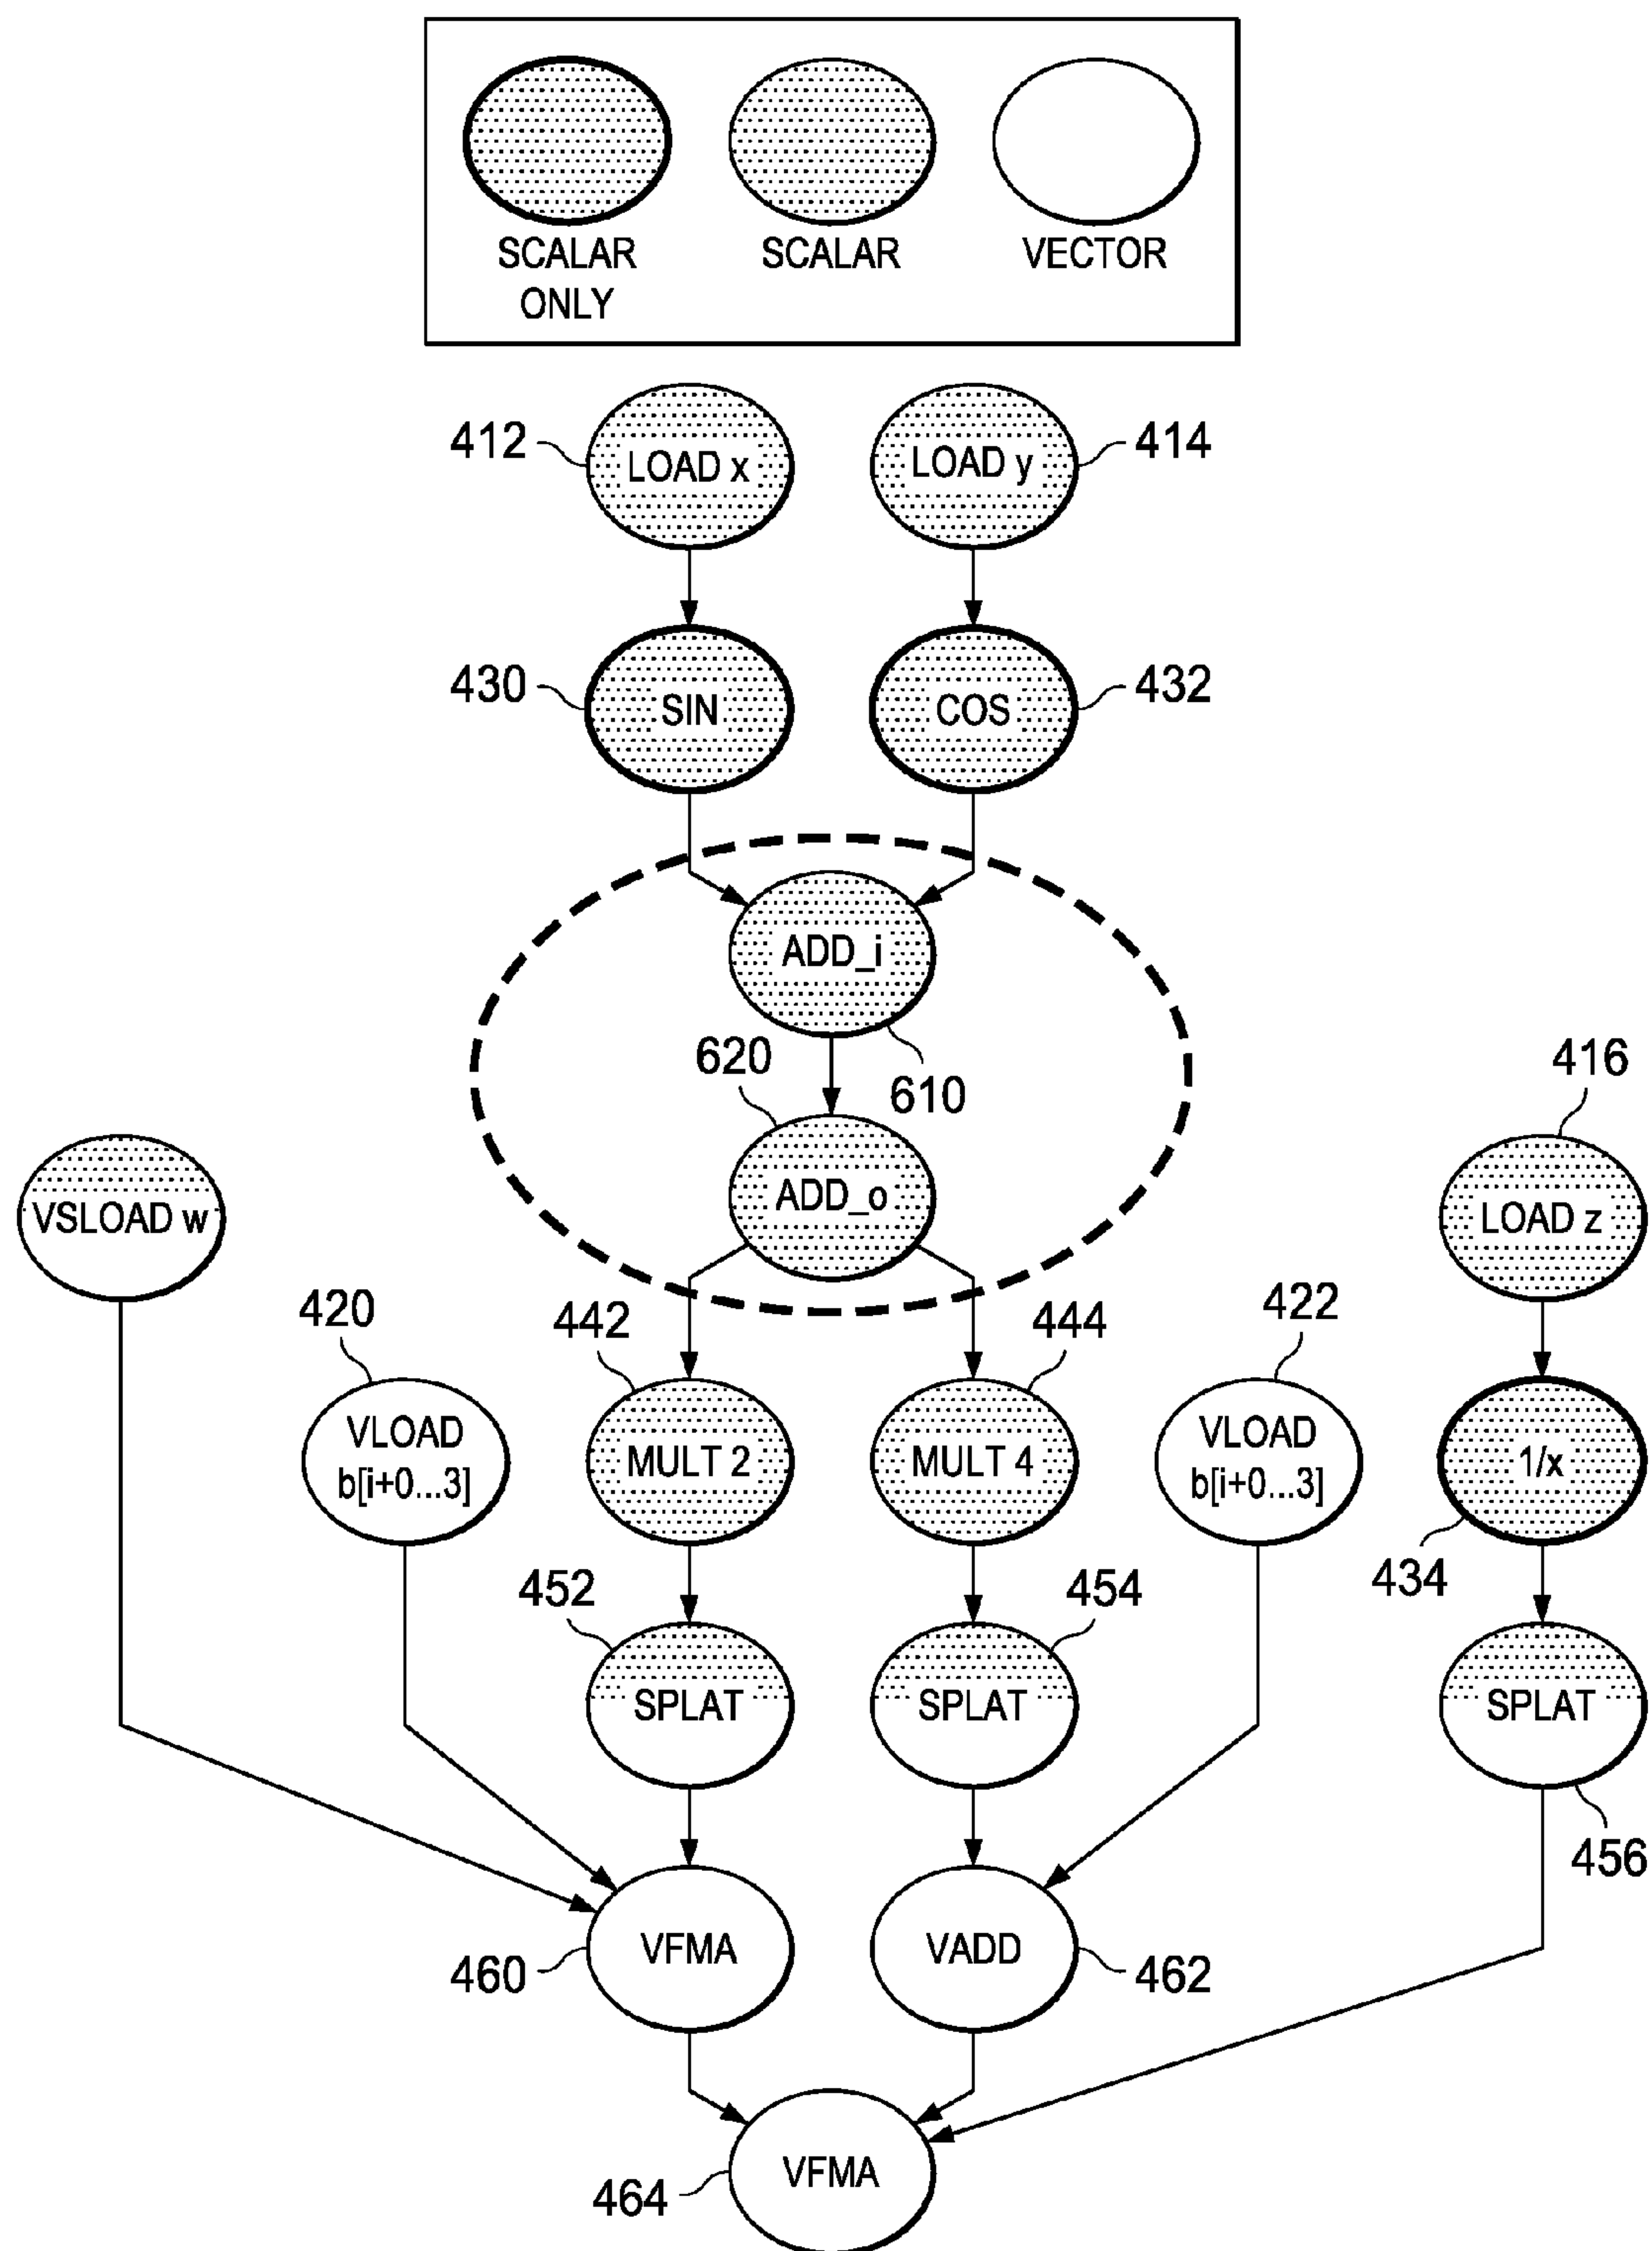 SCALAR ONLY
SCALAR
VECTOR
412
LOAD x
LOAD y
414
430
SIN
COS
432
ADD_i
620
610
416
ADD_o
VSLOAD w
LOAD z
420
442
444
422
VLOAD
b[i+0...3]
MULT 2
MULT 4
VLOAD
b[i+0...3]
1/x
434
452
454
SPLAT
SPLAT
SPLAT
456
460
VFMA
VADD
462
464
VFMA